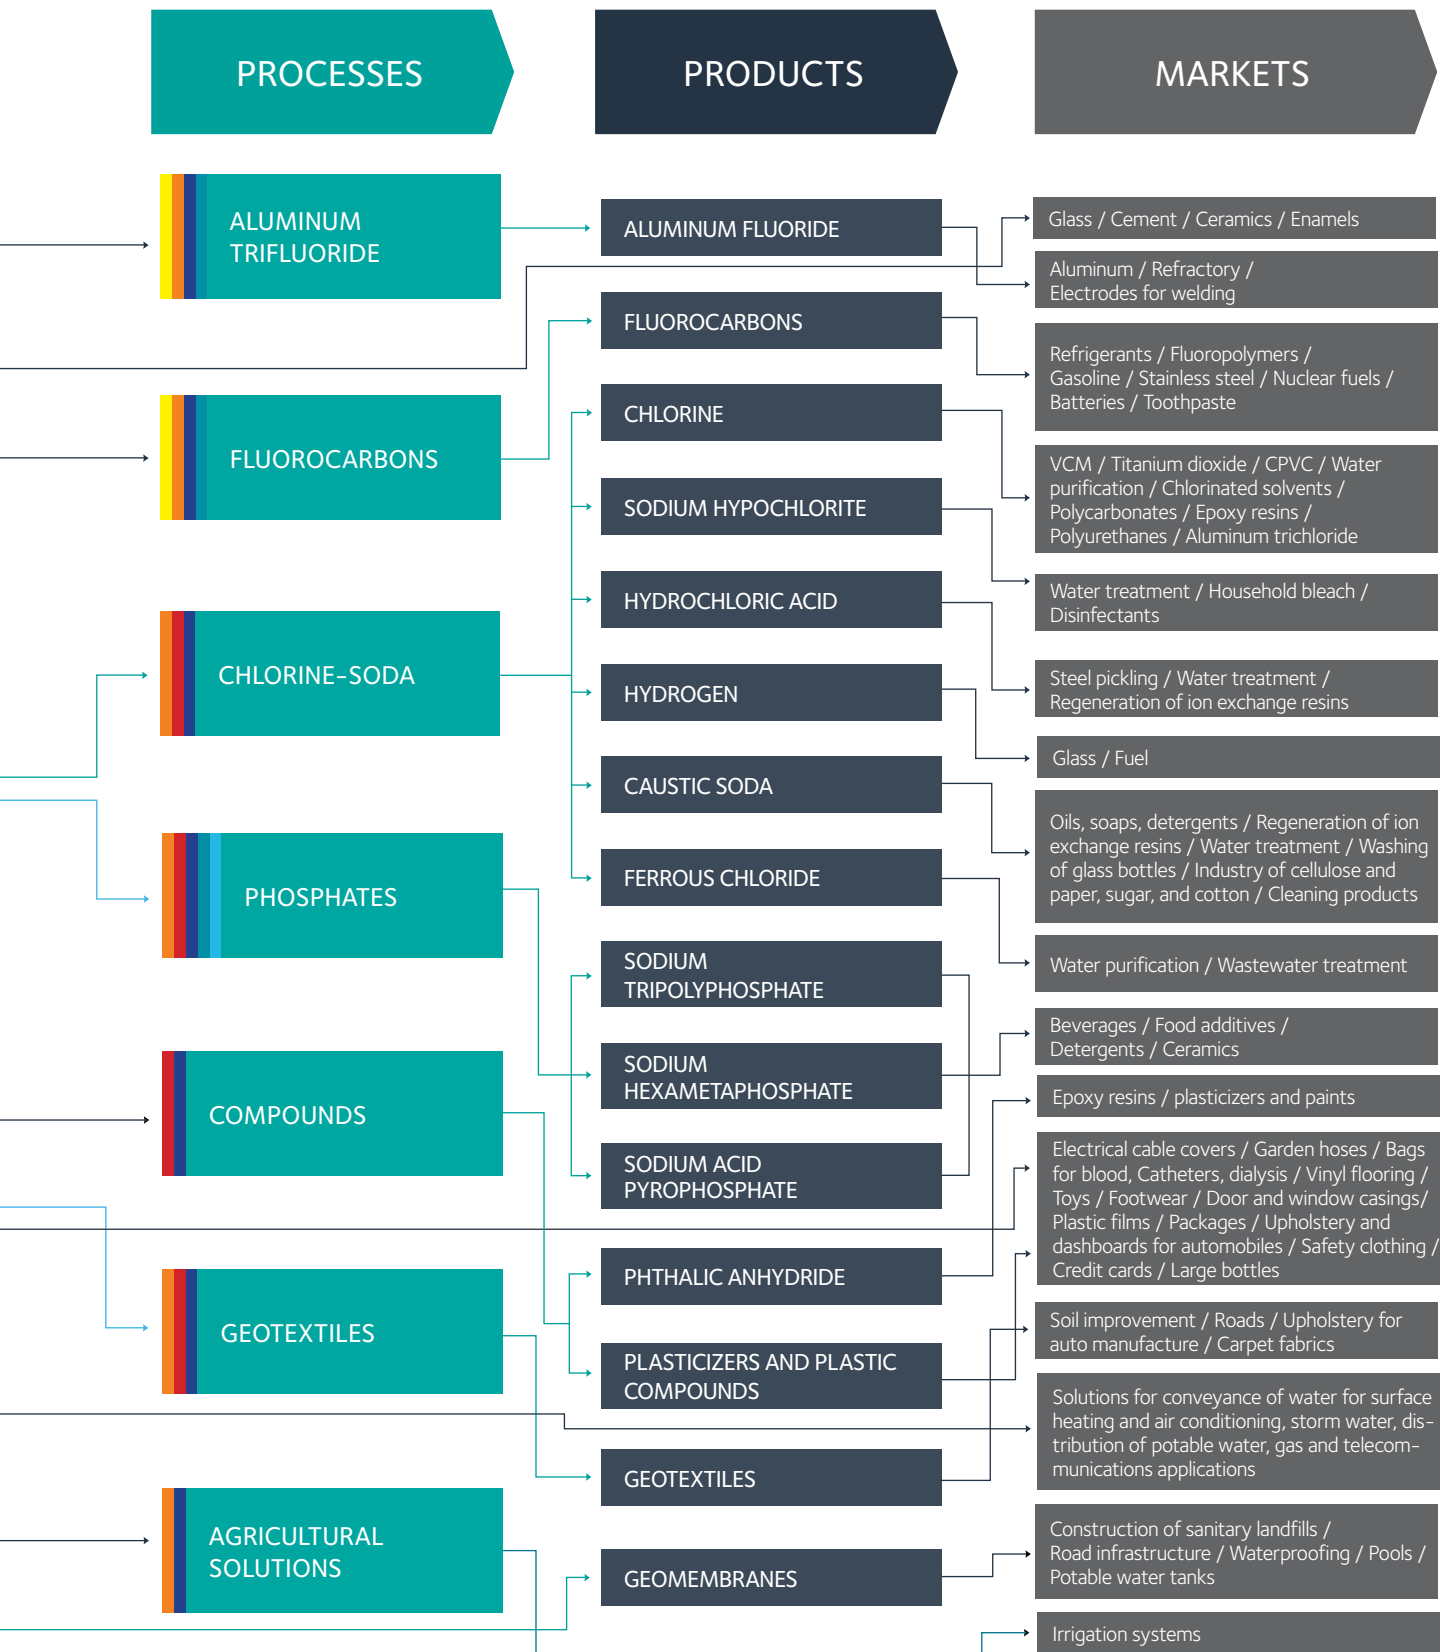 PROCESSES
PRODUCTS
MARKETS
ALUMINUM
TRIFLUORIDE
FLUOROCARBONS
CHLORINE-SODA
PHOSPHATES
COMPOUNDS
GEOTEXTILES
AGRICULTURAL
SOLUTIONS
ALUMINUM FLUORIDE
FLUOROCARBONS
CHLORINE
SODIUM HYPOCHLORITE
HYDROCHLORIC ACID
HYDROGEN
CAUSTIC SODA
FERROUS CHLORIDE
SODIUM
TRIPOLYPHOSPHATE
SODIUM
HEXAMETAPHOSPHATE
SODIUM ACID
PYROPHOSPHATE
PHTHALIC ANHYDRIDE
PLASTICIZERS AND PLASTIC
COMPOUNDS
GEOTEXTILES
GEOMEMBRANES
Glass / Cement / Ceramics / Enamels
Aluminum / Refractory /
Electrodes for welding
Refrigerants / Fluoropolymers /
Gasoline / Stainless steel / Nuclear fuels /
Batteries / Toothpaste
VCM / Titanium dioxide / CPVC / Water
purification / Chlorinated solvents /
Polycarbonates / Epoxy resins /
Polyurethanes / Aluminum trichloride
Water treatment / Household bleach /
Disinfectants
Steel pickling / Water treatment /
Regeneration of ion exchange resins
Glass / Fuel
Oils, soaps, detergents / Regeneration of ion
exchange resins / Water treatment / Washing
of glass bottles / Industry of cellulose and
paper, sugar, and cotton / Cleaning products
Water purification / Wastewater treatment
Beverages / Food additives /
Detergents / Ceramics
Epoxy resins / plasticizers and paints
Electrical cable covers / Garden hoses / Bags
for blood, Catheters, dialysis / Vinyl flooring /
Toys / Footwear / Door and window casings/
Plastic films / Packages / Upholstery and
dashboards for automobiles / Safety clothing /
Credit cards / Large bottles
Soil improvement / Roads / Upholstery for
auto manufacture / Carpet fabrics
Solutions for conveyance of water for surface
heating and air conditioning, storm water, dis-
tribution of potable water, gas and telecom-
munications applications
Construction of sanitary landfills /
Road infrastructure / Waterproofing / Pools /
Potable water tanks
Irrigation systems